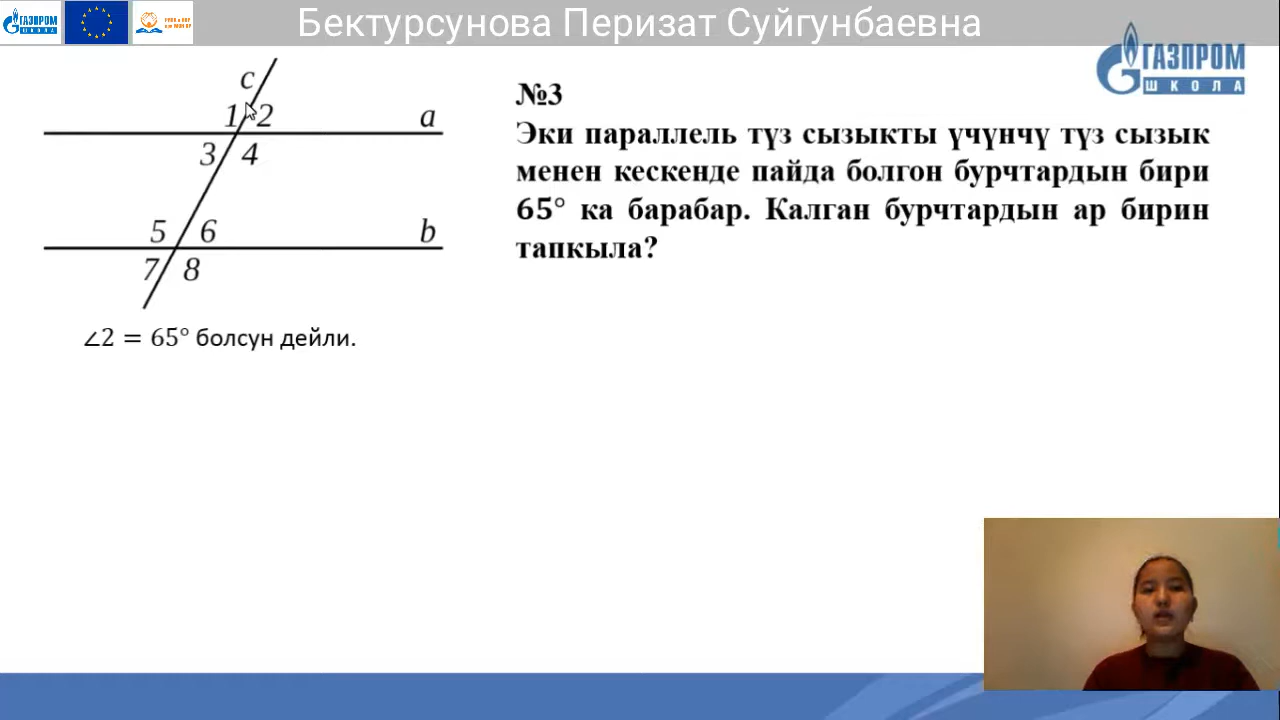 ГАЗПРОМ
ШКОЛА
Бектурсунова Перизат Суйгунбаевна
ГАЗПРОМ
ШКОЛА
c
1 2
a
3 4
5 6
b
7 8
∠2 = 65° болсун дейли.
№3
Эки параллель түз сызыкты үчүнчү түз сызык
менен кескенде пайда болгон бурчтардын бири
65° ка барабар. Калган бурчтардын ар бирин
тапкыла?